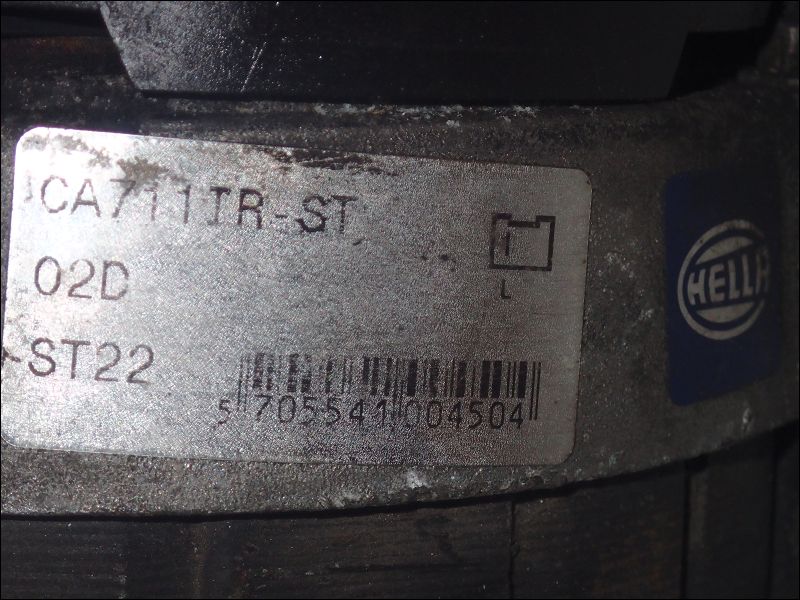 CA711IR-ST
02D
L
-ST22
5 705541 004504
HELLA